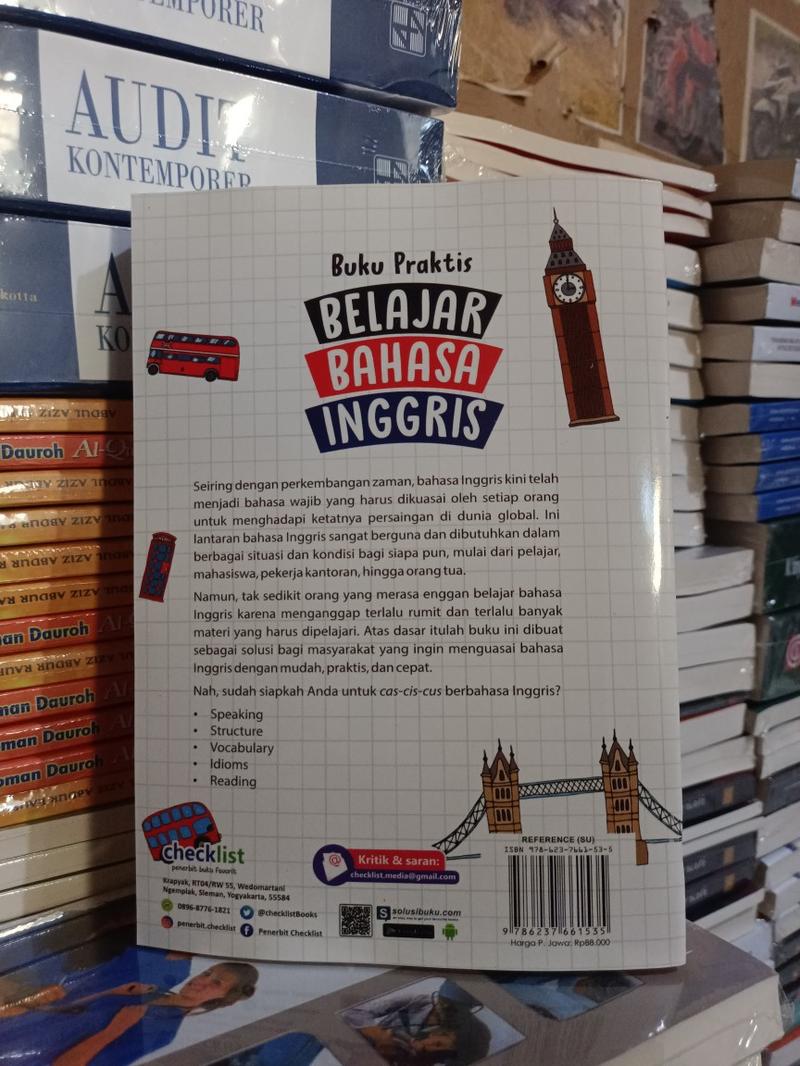 TEMPORER
AUDIT
KONTEMPORER
kotta
A
KO
ABDUL AZIZ
Dauroh Al-Q
ABDUR
Dauroh
man Dauroh
man Dauroh
oman Dauroh
Buku Praktis
BELAJAR
BAHASA
INGGRIS
Seiring dengan perkembangan zaman, bahasa Inggris kini telah
menjadi bahasa wajib yang harus dikuasai oleh setiap orang
untuk menghadapi ketatnya persaingan di dunia global. Ini
lantaran bahasa Inggris sangat berguna dan dibutuhkan dalam
berbagai situasi dan kondisi bagi siapa pun, mulai dari pelajar,
mahasiswa, pekerja kantoran, hingga orang tua.
Namun, tak sedikit orang yang merasa enggan belajar bahasa
Inggris karena menganggap terlalu rumit dan terlalu banyak
materi yang harus dipelajari. Atas dasar itulah buku ini dibuat
sebagai solusi bagi masyarakat yang ingin menguasai bahasa
Inggris dengan mudah, praktis, dan cepat.
Nah, sudah siapkah Anda untuk cas-cis-cus berbahasa Inggris?
• Speaking
• Structure
• Vocabulary
• Idioms
• Reading
checklist
penerbit buku favorit
Krapyak, RT04/RW 55, Wedomartani
Ngemplak, Sleman, Yogyakarta, 55584
0896-8776-1821 @checklistBooks
penerbit.checklist Penerbit Checklist
Kritik & saran:
checklist.media@gmail.com
solusibuku.com
REFERENCE (SU)
ISBN 978-623-7661-53-5
9 786237 661535
Harga P. Jawa: Rp88.000